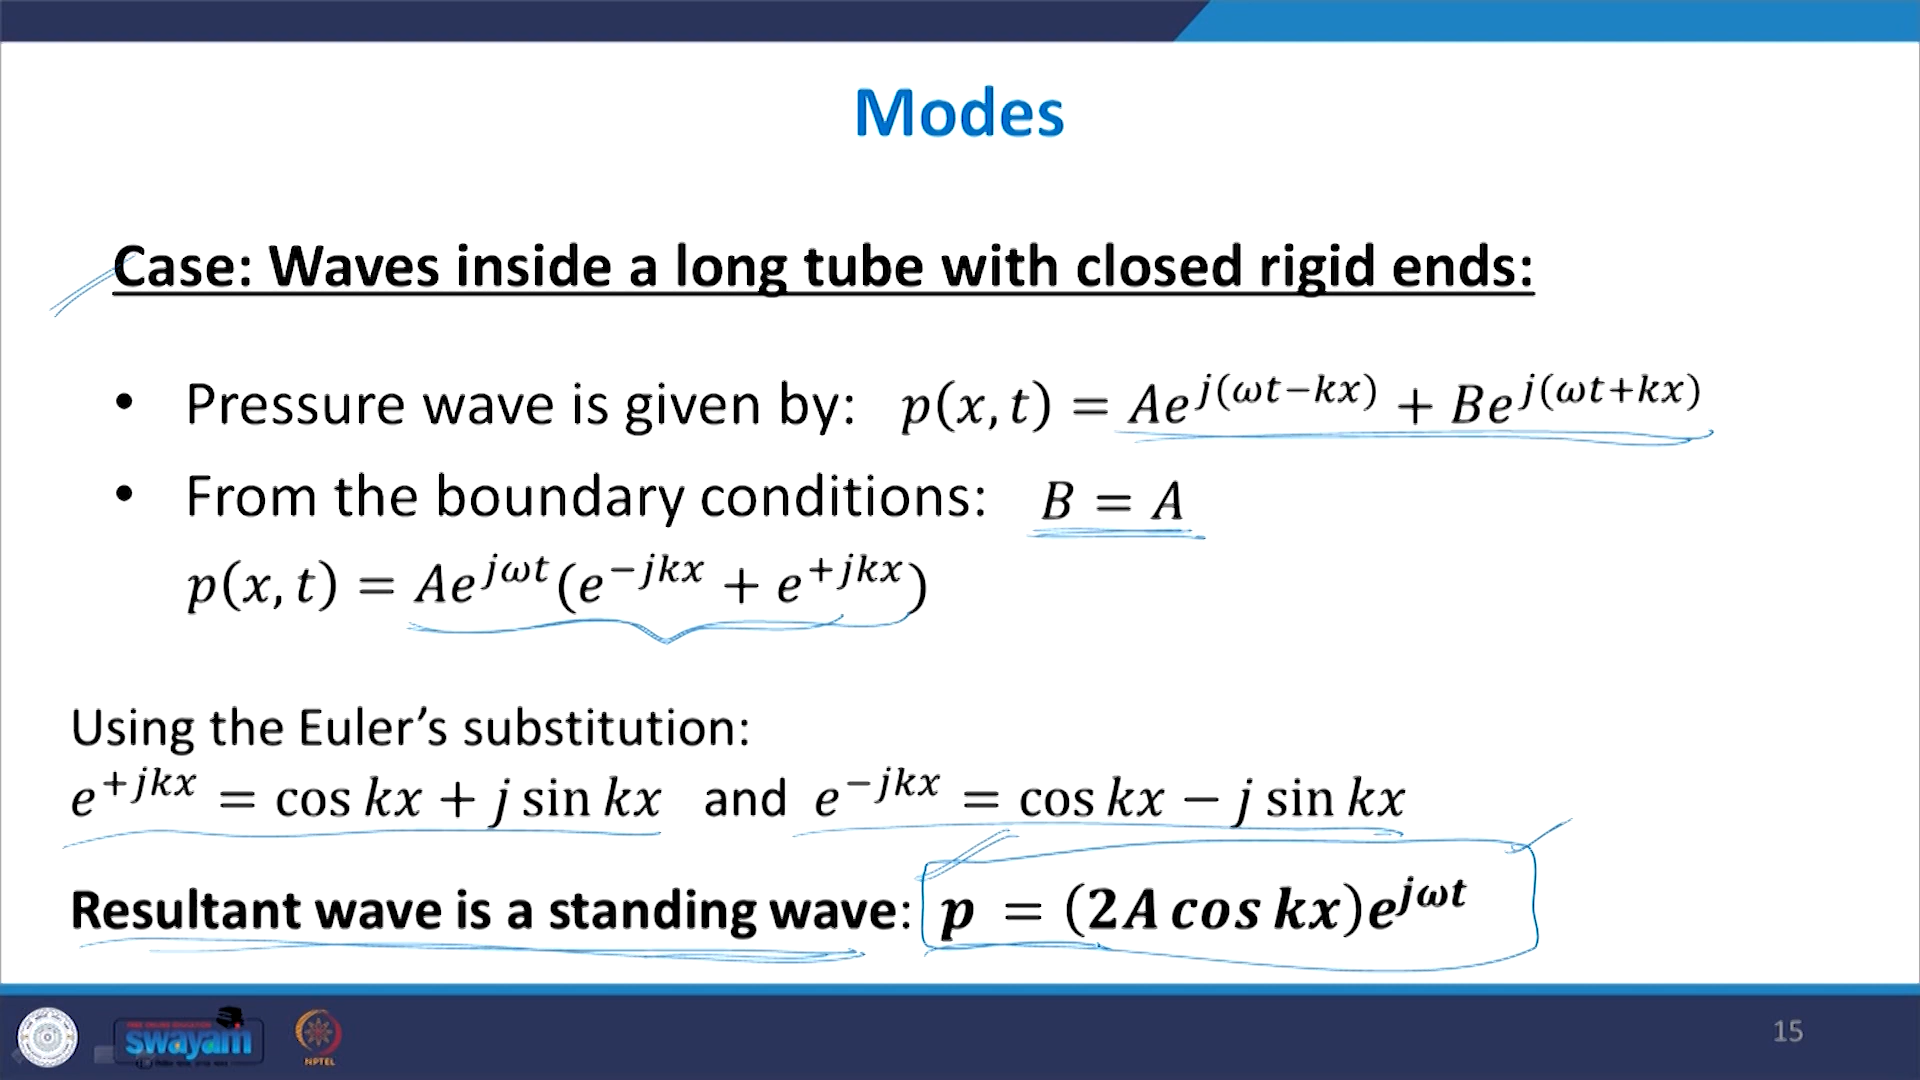 Modes
Case: Waves inside a long tube with closed rigid ends:
• Pressure wave is given by: p(x, t) = Ae^{j(ωt−kx)} + Be^{j(ωt+kx)}
• From the boundary conditions: B = A
p(x, t) = Ae^{jωt}(e^{−jkx} + e^{+jkx})
Using the Euler’s substitution:
e^{+jkx} = cos kx + j sin kx and e^{−jkx} = cos kx − j sin kx
Resultant wave is a standing wave: p = (2A cos kx)e^{jωt}
swayam
NPTEL
15